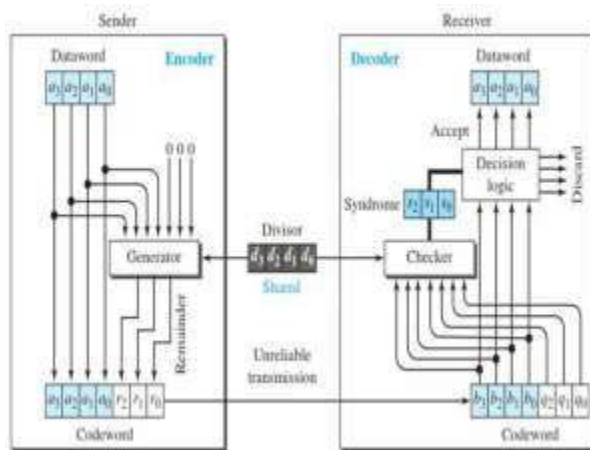 Sender
Receiver
Dataword
Encoder
a₃ a₂ a₁ a₀
0 0 0
Generator
Remainder
a₃ a₂ a₁ a₀ r₂ r₁ r₀
Codeword
Divisor
d₃ d₂ d₁ d₀
Shared
Unreliable
transmission
Decoder
Dataword
a₃ a₂ a₁ a₀
Accept
Decision
logic
Discard
Syndrome
s₂ s₁ s₀
Checker
b₃ b₂ b₁ b₀ q₂ q₁ q₀
Codeword